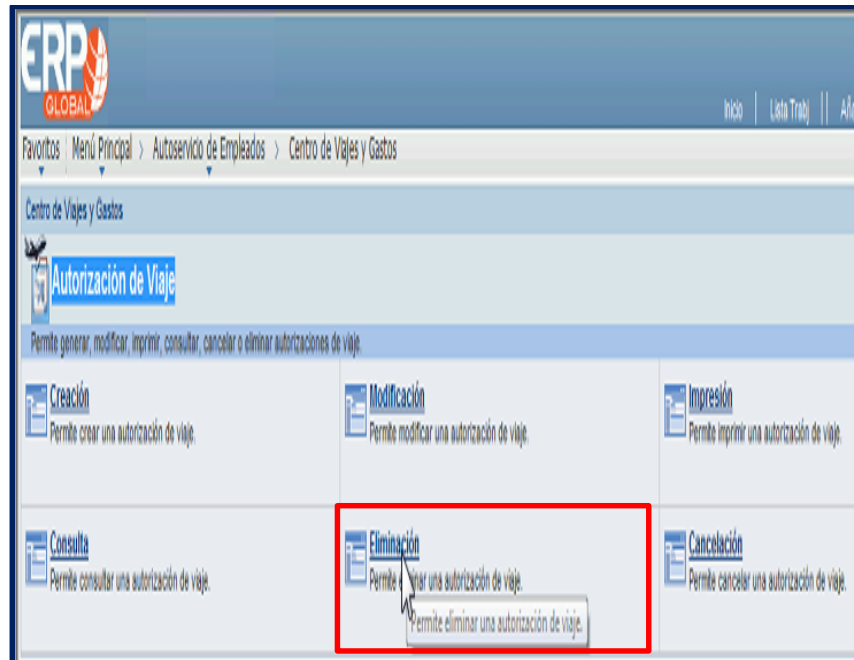 ERP
GLOBAL
Inicio | Lista Trabj || Aña
Favoritos | Menú Principal > Autoservicio de Empleados > Centro de Viajes y Gastos
Centro de Viajes y Gastos
Autorización de Viaje
Permite generar, modificar, imprimir, consultar, cancelar o eliminar autorizaciones de viaje.
Creación
Permite crear una autorización de viaje.
Modificación
Permite modificar una autorización de viaje.
Impresión
Permite imprimir una autorización de viaje.
Consulta
Permite consultar una autorización de viaje.
Eliminación
Permite eliminar una autorización de viaje.
Permite eliminar una autorización de viaje.
Cancelación
Permite cancelar una autorización de viaje.